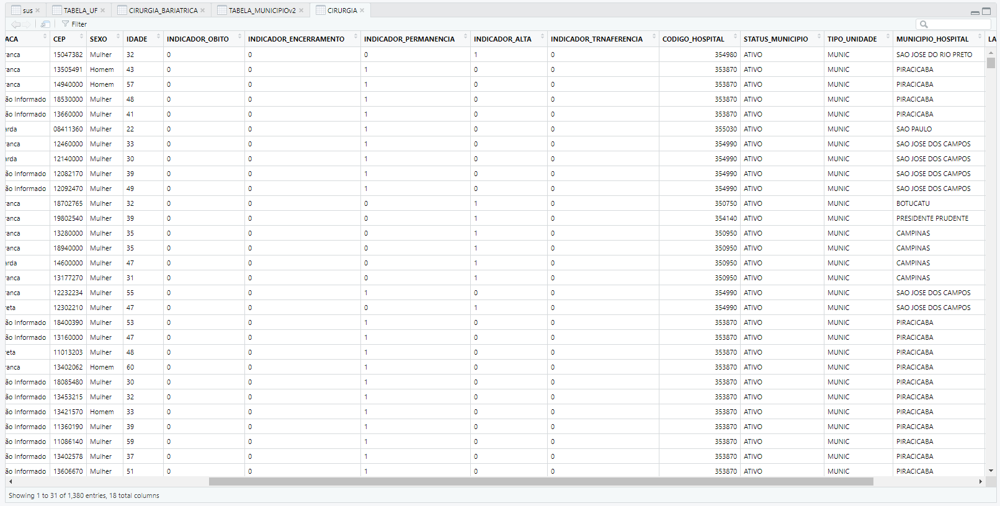 sus TABELA_UF CIRURGIA_BARIATRICA TABELA_MUNICIPIOv2 CIRURGIA
Filter
ACA CEP SEXO IDADE INDICADOR_OBITO INDICADOR_ENCERRAMENTO INDICADOR_PERMANENCIA INDICADOR_ALTA INDICADOR_TRNAFERENCIA CODIGO_HOSPITAL STATUS_MUNICIPIO TIPO_UNIDADE MUNICIPIO_HOSPITAL LA
ranca 15047382 Mulher 32 0 0 0 1 0 354980 ATIVO MUNIC SAO JOSE DO RIO PRETO
ranca 13505491 Homem 43 0 0 1 0 0 353870 ATIVO MUNIC PIRACICABA
ranca 14940000 Homem 57 0 0 1 0 0 353870 ATIVO MUNIC PIRACICABA
ão Informado 18530000 Mulher 48 0 0 1 0 0 353870 ATIVO MUNIC PIRACICABA
ão Informado 13660000 Mulher 41 0 0 1 0 0 353870 ATIVO MUNIC PIRACICABA
arda 08411360 Mulher 22 0 0 1 0 0 355030 ATIVO MUNIC SAO PAULO
ranca 12460000 Mulher 33 0 0 1 0 0 354990 ATIVO MUNIC SAO JOSE DOS CAMPOS
arda 12140000 Mulher 30 0 0 1 0 0 354990 ATIVO MUNIC SAO JOSE DOS CAMPOS
ão Informado 12082170 Mulher 39 0 0 1 0 0 354990 ATIVO MUNIC SAO JOSE DOS CAMPOS
ão Informado 12092470 Mulher 49 0 0 1 0 0 354990 ATIVO MUNIC SAO JOSE DOS CAMPOS
ranca 18702765 Mulher 32 0 0 0 1 0 350750 ATIVO MUNIC BOTUCATU
ranca 19802540 Mulher 39 0 0 0 1 0 354140 ATIVO MUNIC PRESIDENTE PRUDENTE
ranca 13280000 Mulher 35 0 0 0 1 0 350950 ATIVO MUNIC CAMPINAS
ranca 18940000 Mulher 35 0 0 0 1 0 350950 ATIVO MUNIC CAMPINAS
arda 14600000 Mulher 47 0 0 0 1 0 350950 ATIVO MUNIC CAMPINAS
ranca 13177270 Mulher 31 0 0 0 1 0 350950 ATIVO MUNIC CAMPINAS
ranca 12232234 Mulher 55 0 0 1 0 0 354990 ATIVO MUNIC SAO JOSE DOS CAMPOS
reta 12302210 Mulher 47 0 0 0 1 0 354990 ATIVO MUNIC SAO JOSE DOS CAMPOS
ão Informado 18400390 Mulher 53 0 0 1 0 0 353870 ATIVO MUNIC PIRACICABA
ão Informado 13160000 Mulher 47 0 0 1 0 0 353870 ATIVO MUNIC PIRACICABA
reta 11013203 Mulher 48 0 0 1 0 0 353870 ATIVO MUNIC PIRACICABA
ranca 13402062 Homem 60 0 0 1 0 0 353870 ATIVO MUNIC PIRACICABA
ão Informado 18085480 Mulher 30 0 0 1 0 0 353870 ATIVO MUNIC PIRACICABA
ão Informado 13453215 Mulher 32 0 0 1 0 0 353870 ATIVO MUNIC PIRACICABA
ão Informado 13421570 Homem 33 0 0 1 0 0 353870 ATIVO MUNIC PIRACICABA
ão Informado 11360190 Mulher 39 0 0 1 0 0 353870 ATIVO MUNIC PIRACICABA
ão Informado 11086140 Mulher 59 0 0 1 0 0 353870 ATIVO MUNIC PIRACICABA
ão Informado 13402578 Mulher 37 0 0 1 0 0 353870 ATIVO MUNIC PIRACICABA
ão Informado 13606670 Mulher 51 0 0 1 0 0 353870 ATIVO MUNIC PIRACICABA
Showing 1 to 31 of 1,380 entries, 18 total columns